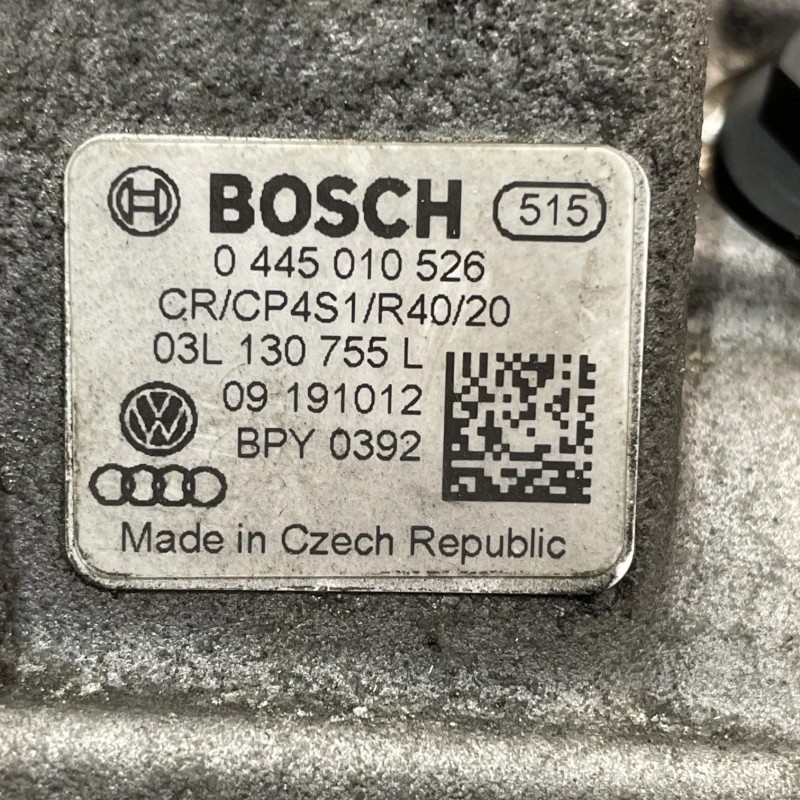 BOSCH 515
0 445 010 526
CR/CP4S1/R40/20
03L 130 755 L
09 191012
BPY 0392
Made in Czech Republic